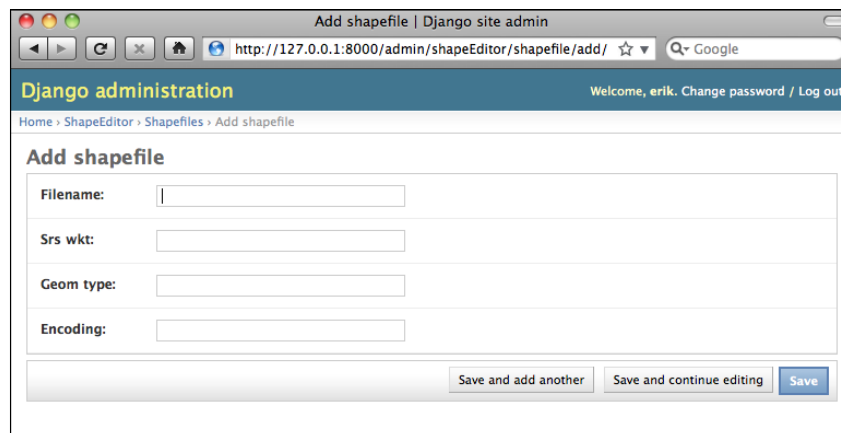 Add shapefile | Django site admin
http://127.0.0.1:8000/admin/shapeEditor/shapefile/add/ Google
Django administration Welcome, erik. Change password / Log out
Home › ShapeEditor › Shapefiles › Add shapefile
Add shapefile
Filename:
Srs wkt:
Geom type:
Encoding:
Save and add another Save and continue editing Save